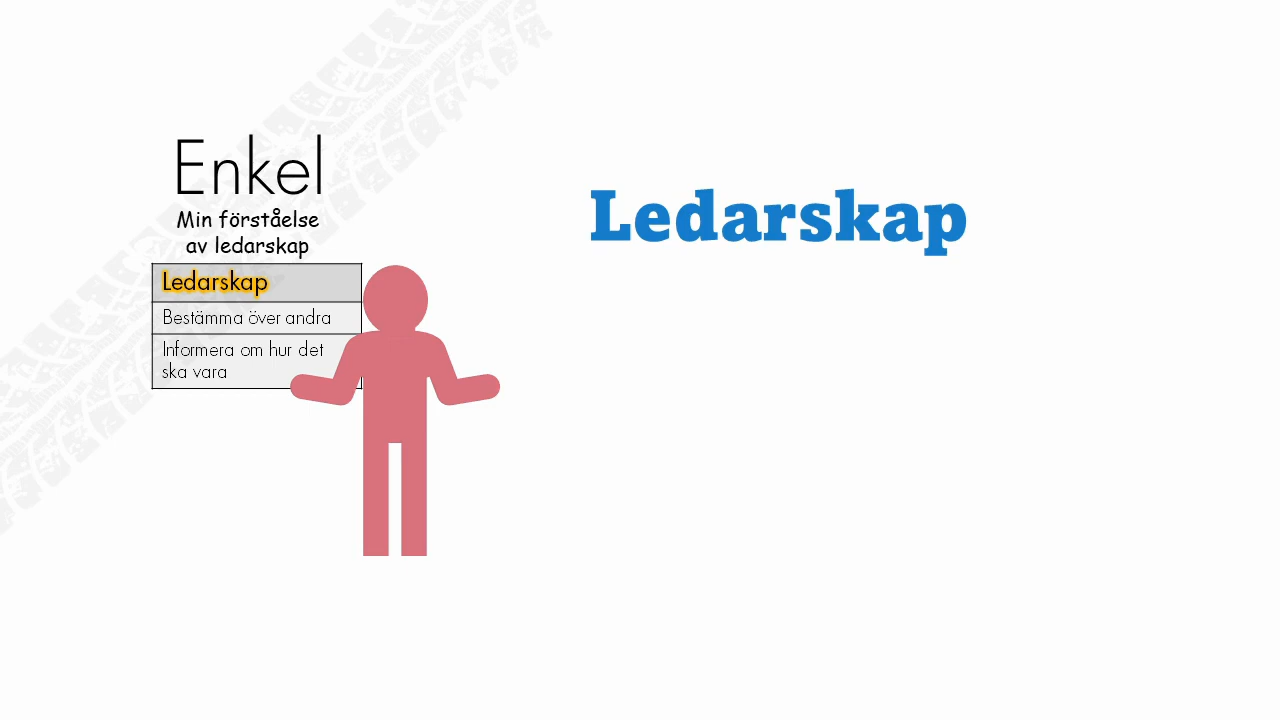 Enkel
Min förståelse
av ledarskap
Ledarskap
Bestämma över andra
Informera om hur det
ska vara
Ledarskap